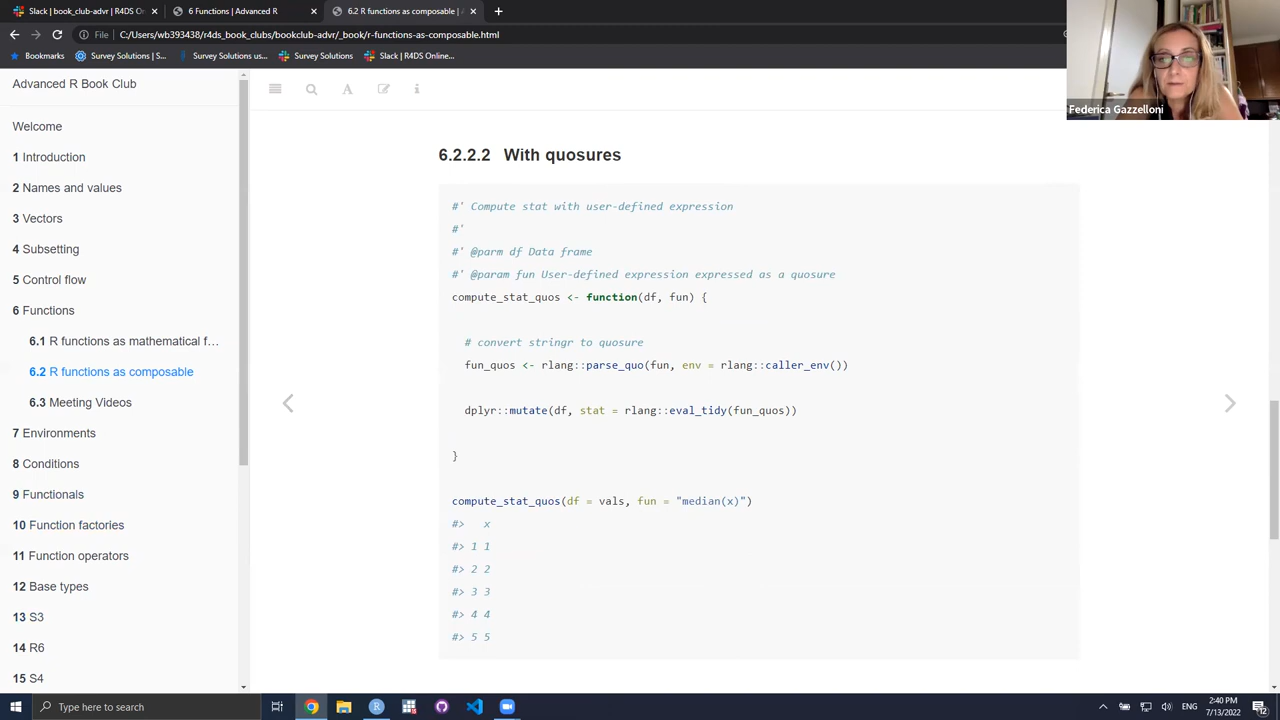 Slack | book_club-advr | R4DS O
6 Functions | Advanced R
6.2 R functions as composable |
File
C:/Users/wb393438/r4ds_book_clubs/bookclub-advr/_book/r-functions-as-composable.html
Bookmarks
Survey Solutions | S...
Survey Solutions us...
Survey Solutions
Slack | R4DS Online...
Federica Gazzelloni
Advanced R Book Club
Welcome
1 Introduction
2 Names and values
3 Vectors
4 Subsetting
5 Control flow
6 Functions
6.1 R functions as mathematical f...
6.2 R functions as composable
6.3 Meeting Videos
7 Environments
8 Conditions
9 Functionals
10 Function factories
11 Function operators
12 Base types
13 S3
14 R6
15 S4
6.2.2.2 With quosures
#' Compute stat with user-defined expression
#'
#' @parm df Data frame
#' @param fun User-defined expression expressed as a quosure
compute_stat_quos <- function(df, fun) {
# convert stringr to quosure
fun_quos <- rlang::parse_quo(fun, env = rlang::caller_env())
dplyr::mutate(df, stat = rlang::eval_tidy(fun_quos))
}
compute_stat_quos(df = vals, fun = "median(x)")
#> x
#> 1 1
#> 2 2
#> 3 3
#> 4 4
#> 5 5
Type here to search
ENG
2:40 PM
7/13/2022
12